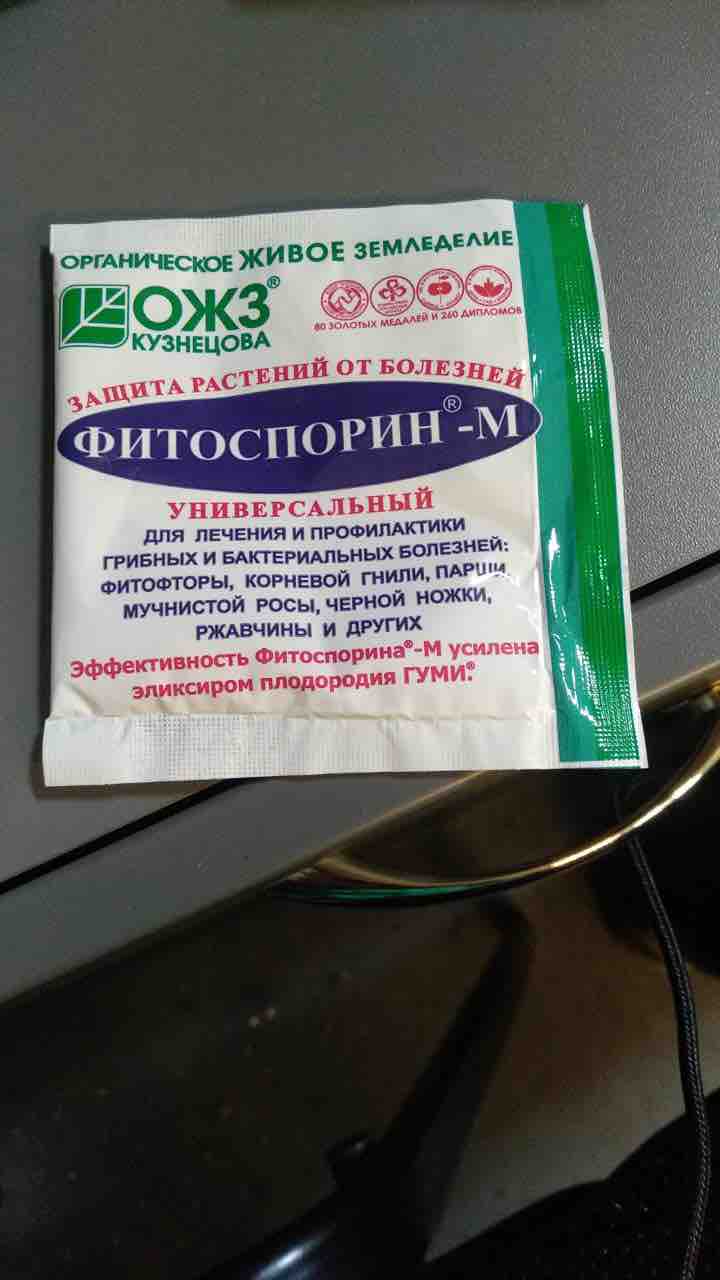 ОРГАНИЧЕСКОЕ ЖИВОЕ ЗЕМЛЕДЕЛИЕ
ОЖЗ®
КУЗНЕЦОВА
80 ЗОЛОТЫХ МЕДАЛЕЙ И 260 ДИПЛОМОВ
ЗАЩИТА РАСТЕНИЙ ОТ БОЛЕЗНЕЙ
ФИТОСПОРИН®-М
УНИВЕРСАЛЬНЫЙ
ДЛЯ ЛЕЧЕНИЯ И ПРОФИЛАКТИКИ
ГРИБНЫХ И БАКТЕРИАЛЬНЫХ БОЛЕЗНЕЙ:
ФИТОФТОРЫ, КОРНЕВОЙ ГНИЛИ, ПАРШИ,
МУЧНИСТОЙ РОСЫ, ЧЕРНОЙ НОЖКИ,
РЖАВЧИНЫ И ДРУГИХ
Эффективность Фитоспорина®-М усилена
эликсиром плодородия ГУМИ®.